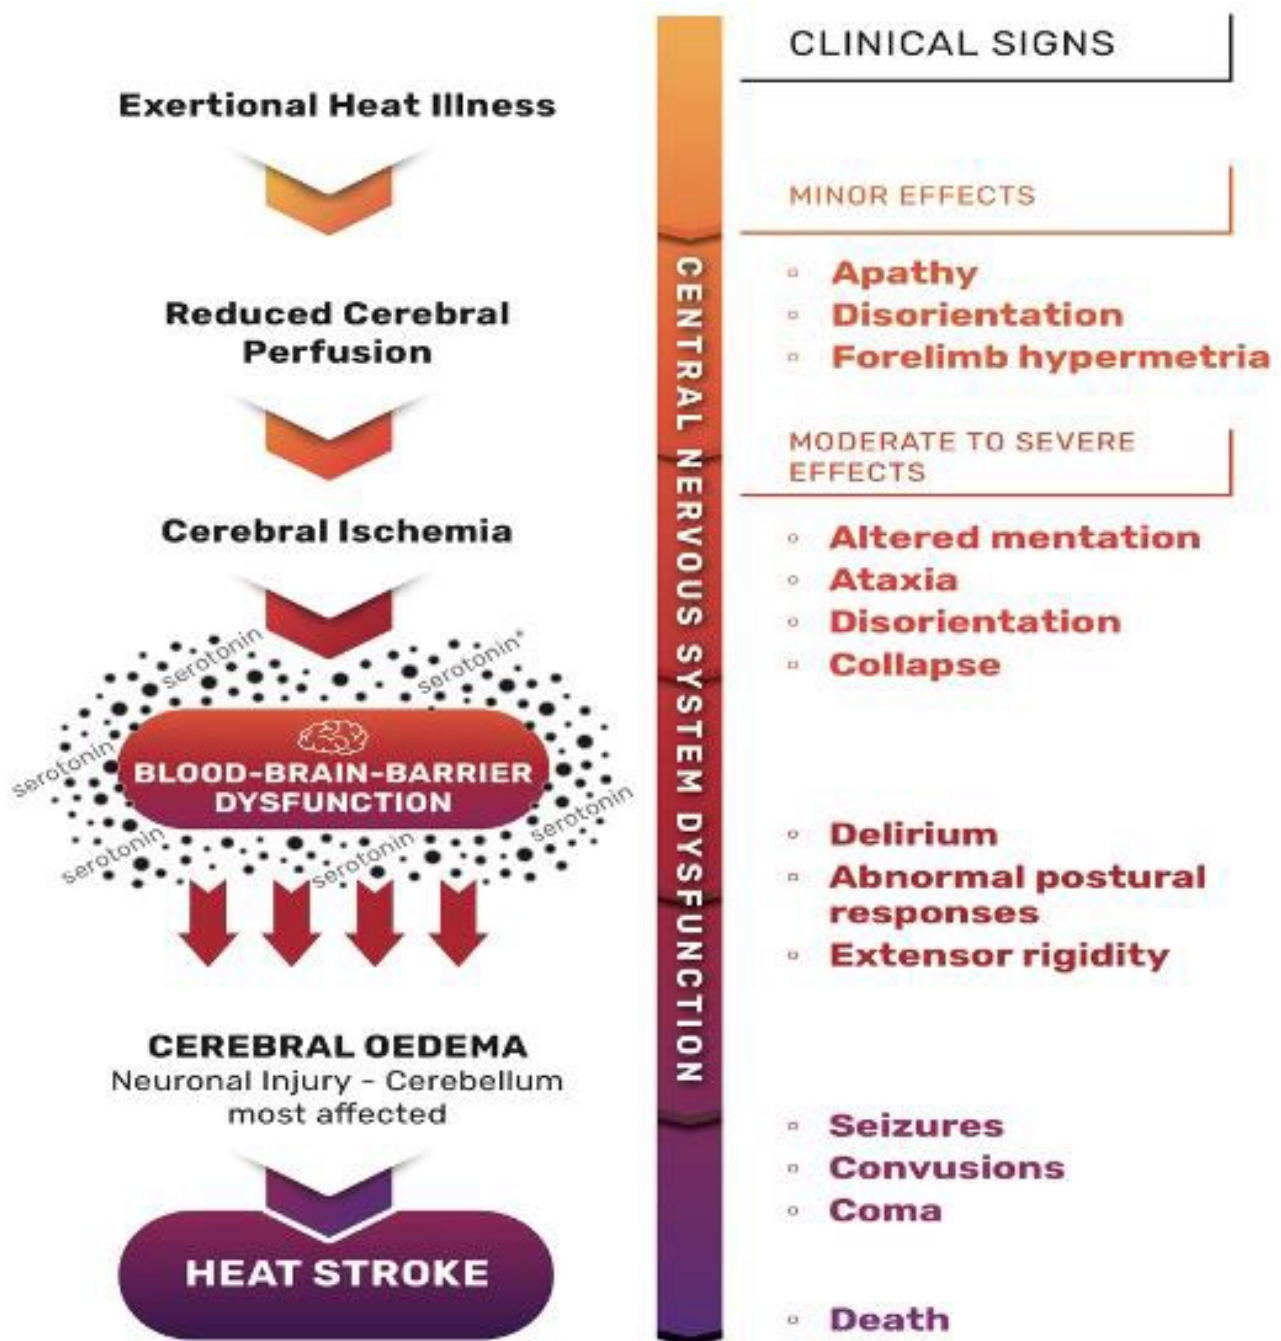 Exertional Heat Illness
Reduced Cerebral
Perfusion
Cerebral Ischemia
serotonin
serotonin*
serotonin
BLOOD-BRAIN-BARRIER
DYSFUNCTION
serotonin
serotonin
serotonin
CEREBRAL OEDEMA
Neuronal Injury - Cerebellum
most affected
HEAT STROKE
CENTRAL NERVOUS SYSTEM DYSFUNCTION
CLINICAL SIGNS
MINOR EFFECTS
Apathy
Disorientation
Forelimb hypermetria
MODERATE TO SEVERE
EFFECTS
Altered mentation
Ataxia
Disorientation
Collapse
Delirium
Abnormal postural
responses
Extensor rigidity
Seizures
Convusions
Coma
Death